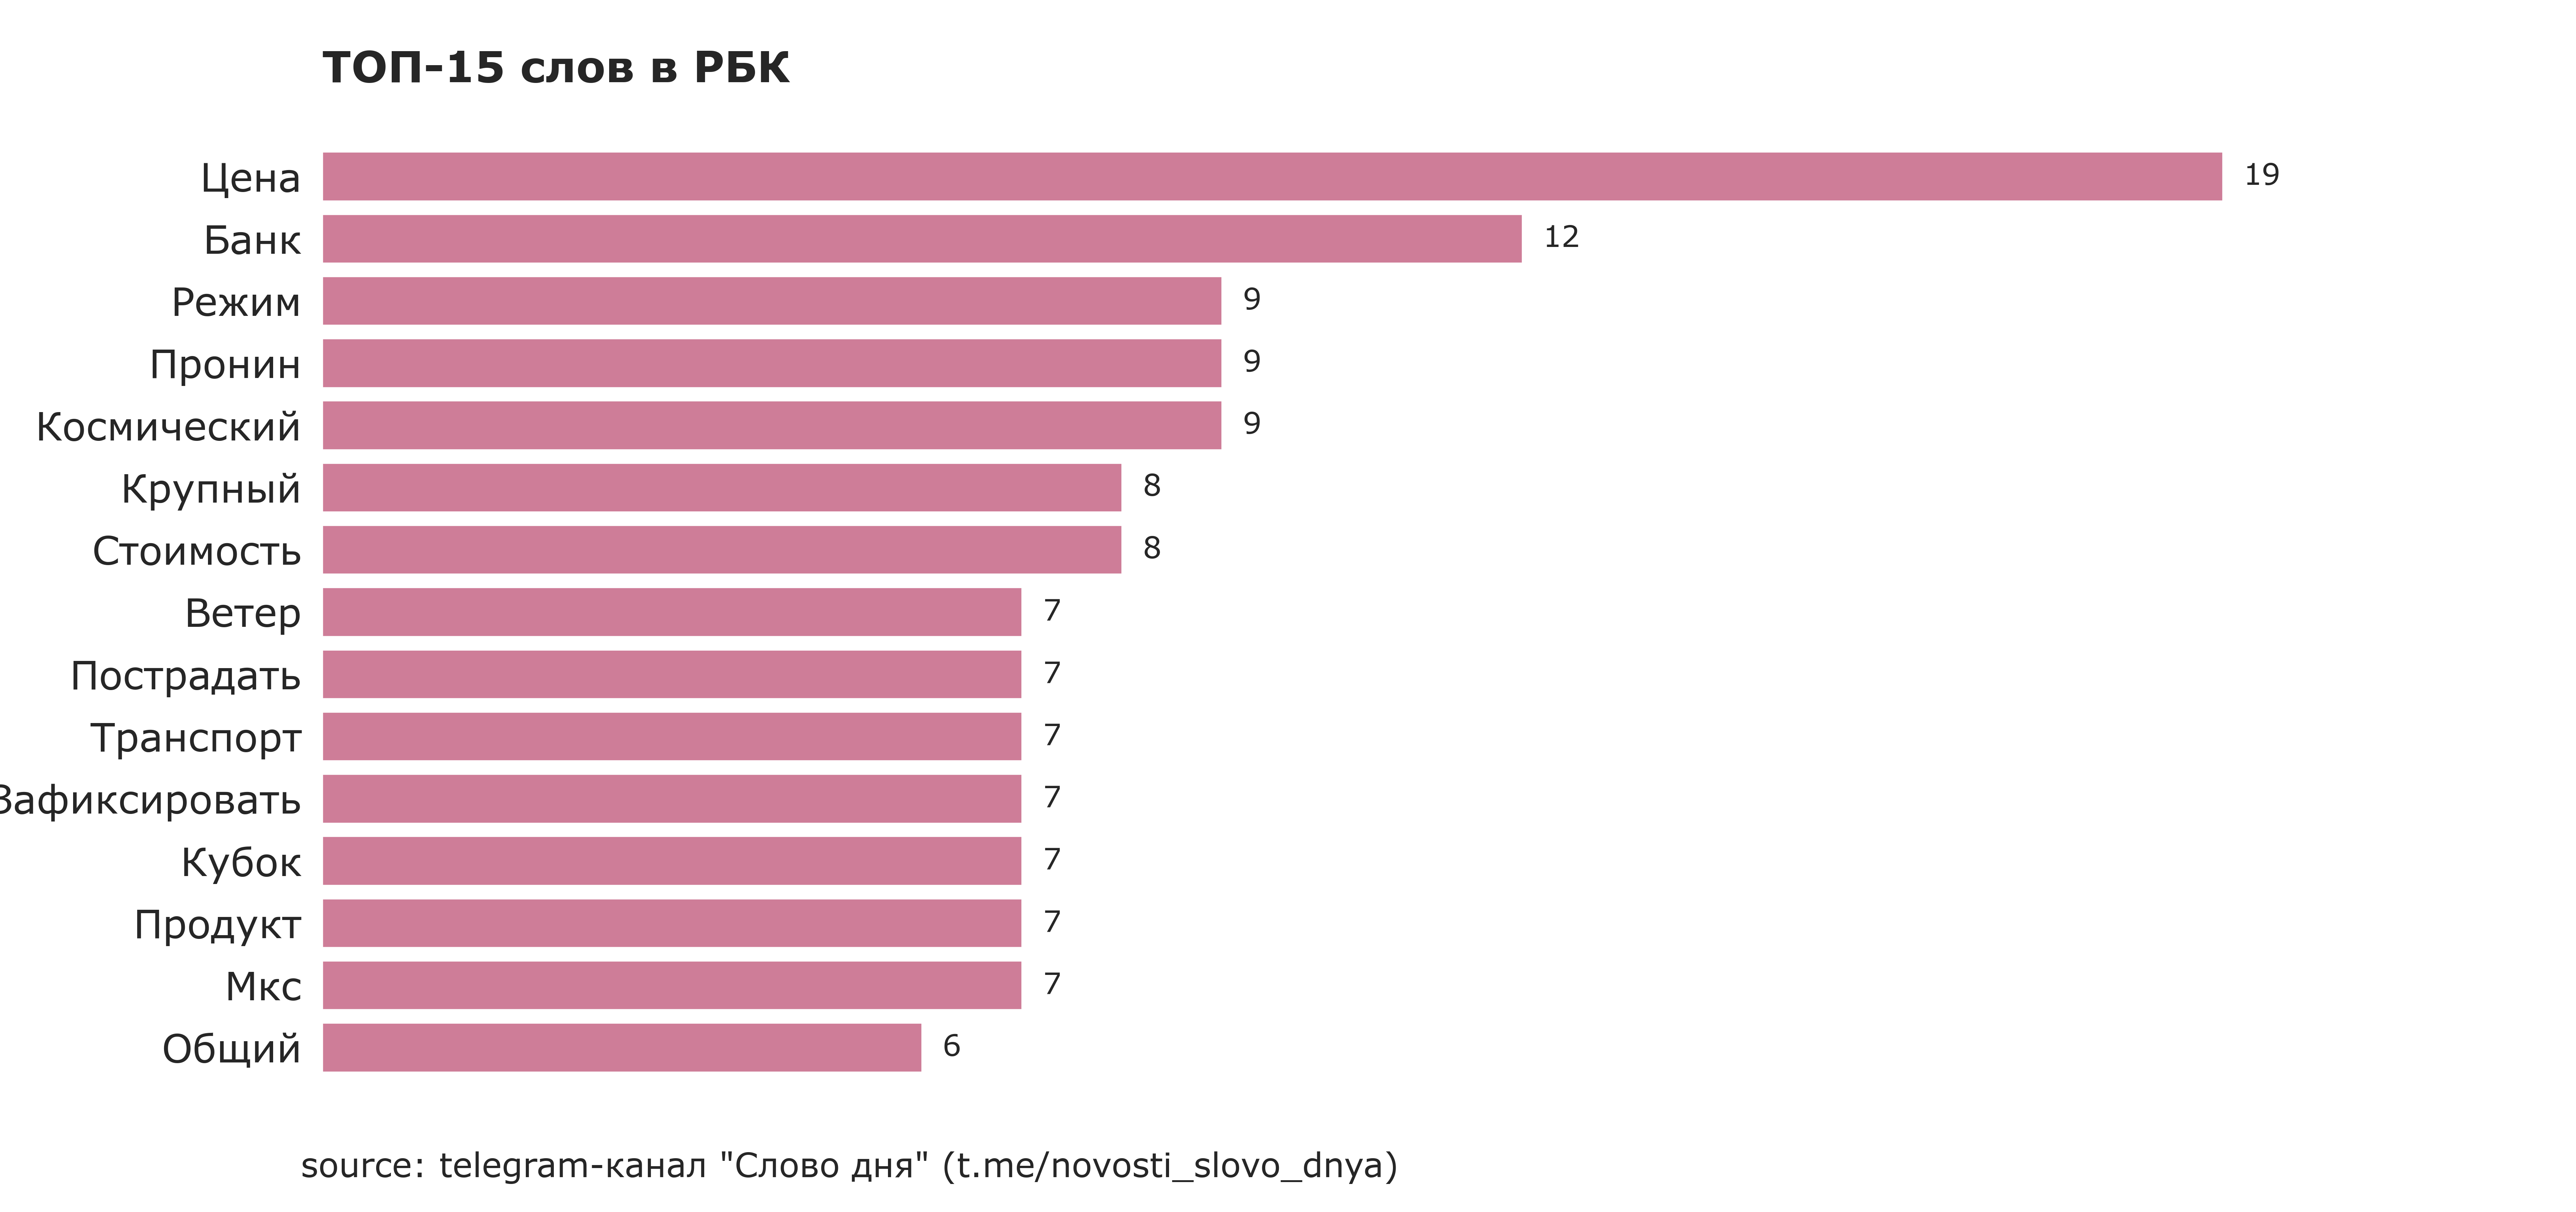 ТОП-15 слов в РБК
Цена 19
Банк 12
Режим 9
Пронин 9
Космический 9
Крупный 8
Стоимость 8
Ветер 7
Пострадать 7
Транспорт 7
Зафиксировать 7
Кубок 7
Продукт 7
Мкс 7
Общий 6
source: telegram-канал "Слово дня" (t.me/novosti_slovo_dnya)